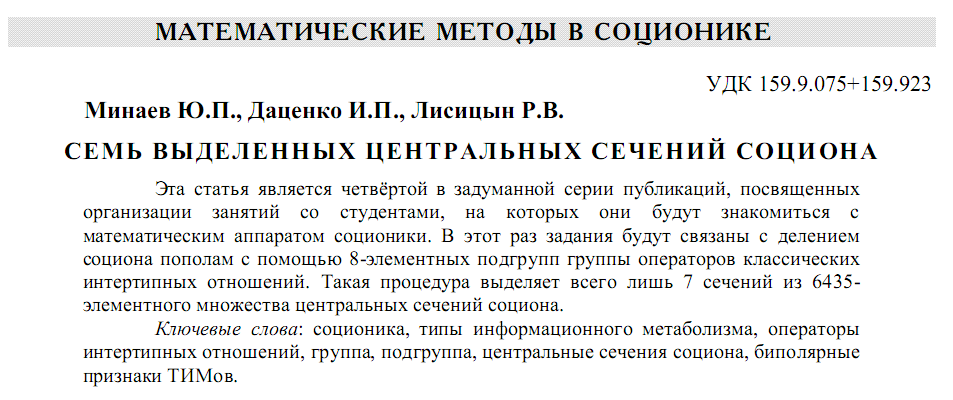 МАТЕМАТИЧЕСКИЕ МЕТОДЫ В СОЦИОНИКЕ
УДК 159.9.075+159.923
Минаев Ю.П., Даценко И.П., Лисицын Р.В.
СЕМЬ ВЫДЕЛЕННЫХ ЦЕНТРАЛЬНЫХ СЕЧЕНИЙ СОЦИОНА
Эта статья является четвёртой в задуманной серии публикаций, посвященных
организации занятий со студентами, на которых они будут знакомиться с
математическим аппаратом соционики. В этот раз задания будут связаны с делением
социона пополам с помощью 8-элементных подгрупп группы операторов классических
интертипных отношений. Такая процедура выделяет всего лишь 7 сечений из 6435-
элементного множества центральных сечений социона.
Ключевые слова: соционика, типы информационного метаболизма, операторы
интертипных отношений, группа, подгруппа, центральные сечения социона, биполярные
признаки ТИМов.